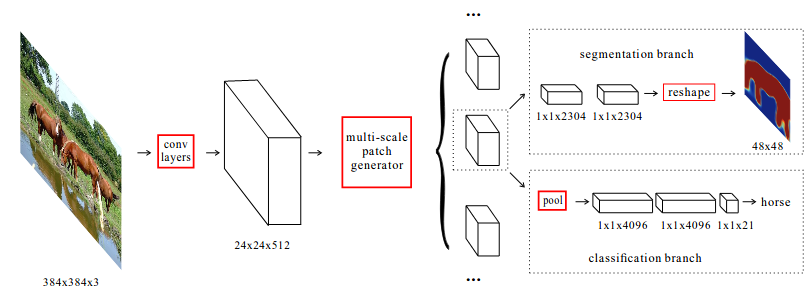 384x384x3
conv
layers
24x24x512
multi-scale
patch
generator
...
...
segmentation branch
1x1x2304 1x1x2304
reshape
48x48
pool
1x1x4096 1x1x4096 1x1x21
horse
classification branch